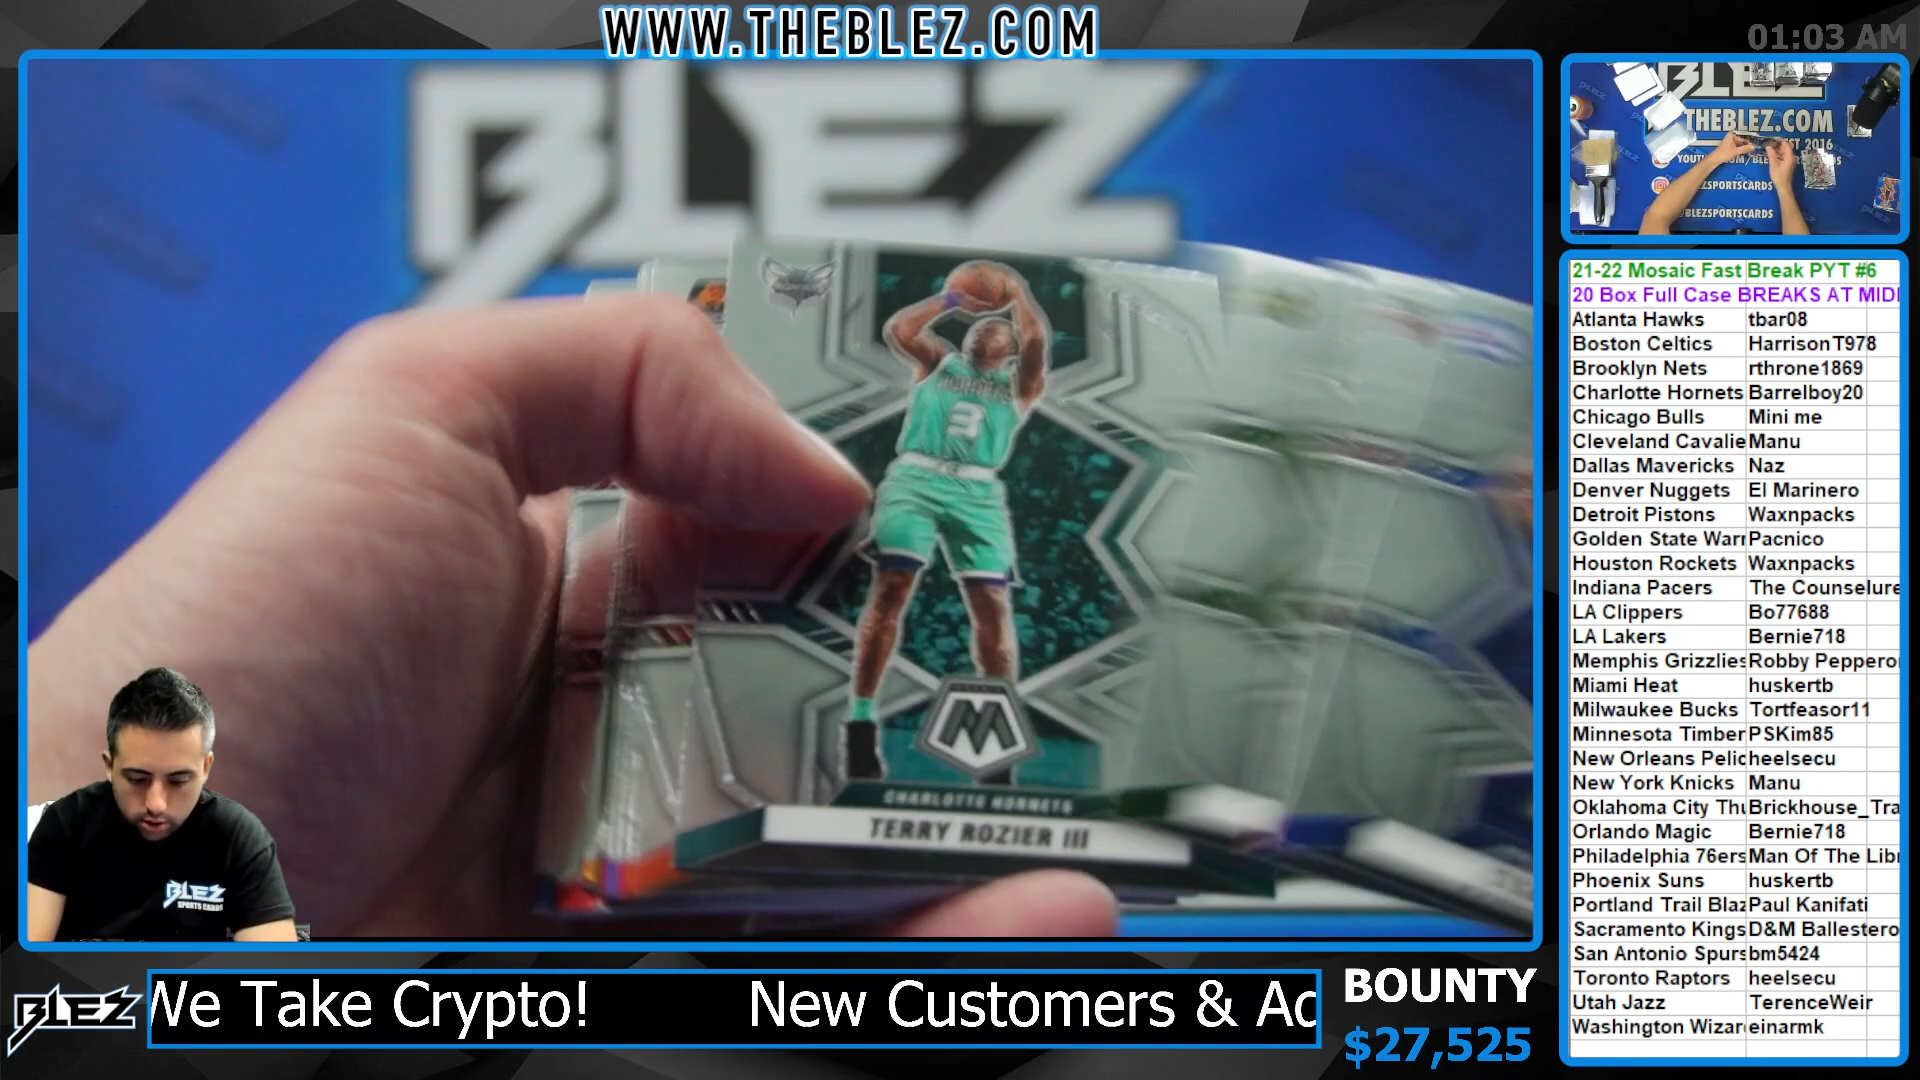 WWW.THEBLEZ.COM
01:03 AM
BLEZ
BLEZ
THEBLEZ.COM
EST 2016
BLEZSPORTSCARDS
@BLEZSPORTSCARDS
3
CHARLOTTE HORNETS
TERRY ROZIER III
BLEZ
SPORTS CARDS
21-22 Mosaic Fast Break PYT #6
20 Box Full Case BREAKS AT MIDI
Atlanta Hawks tbar08
Boston Celtics HarrisonT978
Brooklyn Nets rthrone1869
Charlotte Hornets Barrelboy20
Chicago Bulls Mini me
Cleveland Cavalie Manu
Dallas Mavericks Naz
Denver Nuggets El Marinero
Detroit Pistons Waxnpacks
Golden State Warr Pacnico
Houston Rockets Waxnpacks
Indiana Pacers The Counselure
LA Clippers Bo77688
LA Lakers Bernie718
Memphis Grizzlies Robby Pepperoi
Miami Heat huskertb
Milwaukee Bucks Tortfeasor11
Minnesota Timber PSKim85
New Orleans Pelic heelsecu
New York Knicks Manu
Oklahoma City Thu Brickhouse_Tra
Orlando Magic Bernie718
Philadelphia 76ers Man Of The Libr
Phoenix Suns huskertb
Portland Trail Blaz Paul Kanifati
Sacramento Kings D&M Ballestero
San Antonio Spurs bm5424
Toronto Raptors heelsecu
Utah Jazz TerenceWeir
Washington Wizar einarmk
BLEZ
We Take Crypto! New Customers & Ac
BOUNTY
$27,525